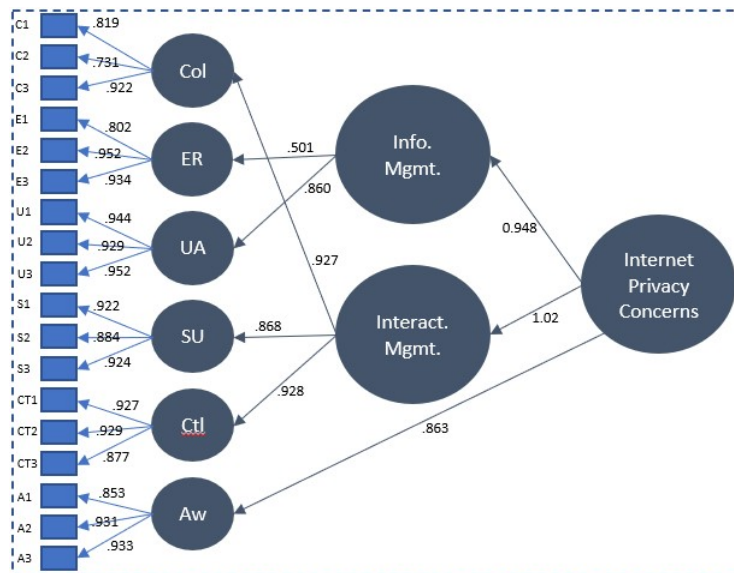 C1
.819
C2
.731
C3
.922
Col
E1
.802
E2
.952
E3
.934
ER
U1
.944
U2
.929
U3
.952
UA
S1
.922
S2
.884
S3
.924
SU
CT1
.927
CT2
.929
CT3
.877
Ctl
A1
.853
A2
.931
A3
.933
Aw
.501
.860
.927
.868
.928
Info.
Mgmt.
Interact.
Mgmt.
0.948
1.02
.863
Internet
Privacy
Concerns